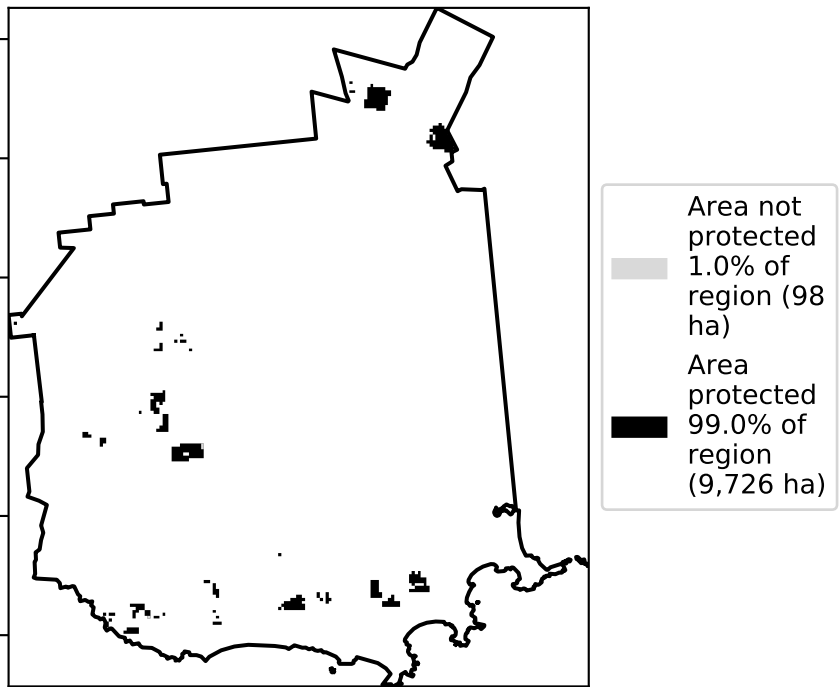 Area not
protected
1.0% of
region (98
ha)
Area
protected
99.0% of
region
(9,726 ha)